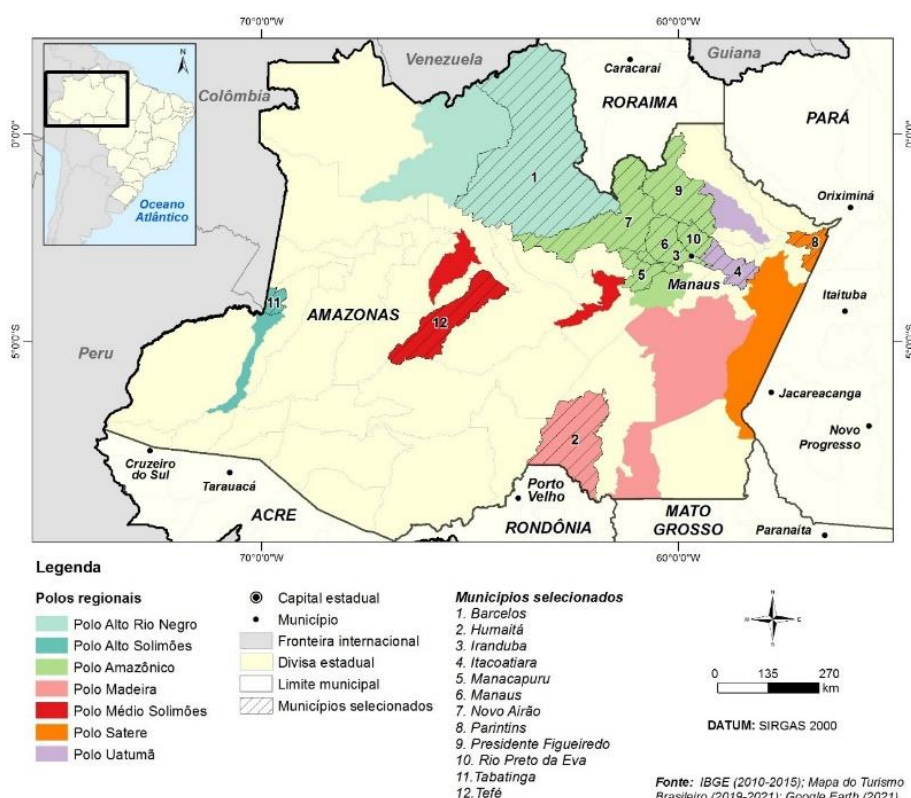 70°0'0"W
60°0'0"W
N
Venezuela
Guiana
Caracaraí
Colômbia
RORAIMA
PARÁ
0°0'0"
0°0'0"
1
9
Oriximiná
Oceano
Atlântico
7
8
6
10
3
4
5
Manaus
11
AMAZONAS
12
Itaituba
5°0'0"S
5°0'0"S
Peru
Jacareacanga
2
Novo
Progresso
Cruzeiro
do Sul
Tarauacá
Porto
Velho
ACRE
RONDÔNIA
MATO
GROSSO
Paranaíta
70°0'0"W
60°0'0"W
Legenda
Polos regionais
Polo Alto Rio Negro
Polo Alto Solimões
Polo Amazônico
Polo Madeira
Polo Médio Solimões
Polo Satere
Polo Uatumã
Capital estadual
Município
Fronteira internacional
Divisa estadual
Limite municipal
Municípios selecionados
Municípios selecionados
1. Barcelos
2. Humaitá
3. Iranduba
4. Itacoatiara
5. Manacapuru
6. Manaus
7. Novo Airão
8. Parintins
9. Presidente Figueiredo
10. Rio Preto da Eva
11.Tabatinga
12.Tefé
0 135 270
km
DATUM: SIRGAS 2000
Fonte: IBGE (2010-2015); Mapa do Turismo
Brasileiro (2019-2021); Google Earth (2021)